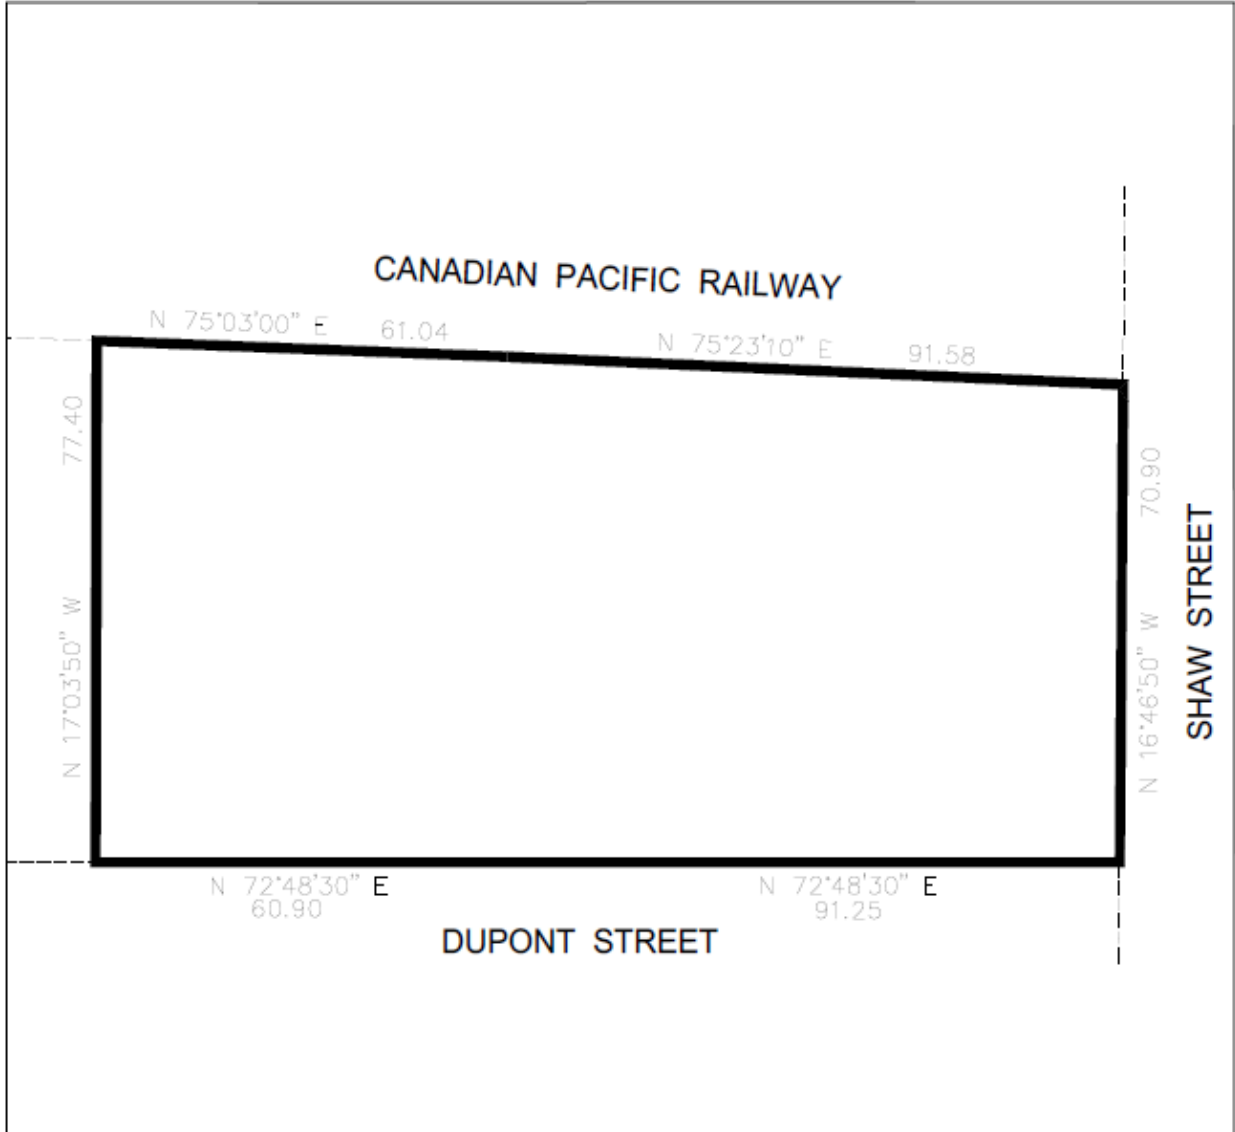 CANADIAN PACIFIC RAILWAY
N 75°03'00" E 61.04
N 75°23'10" E 91.58
77.40
N 17°03'50" W
70.90
N 16°46'50" W
SHAW STREET
N 72°48'30" E
60.90
N 72°48'30" E
91.25
DUPONT STREET